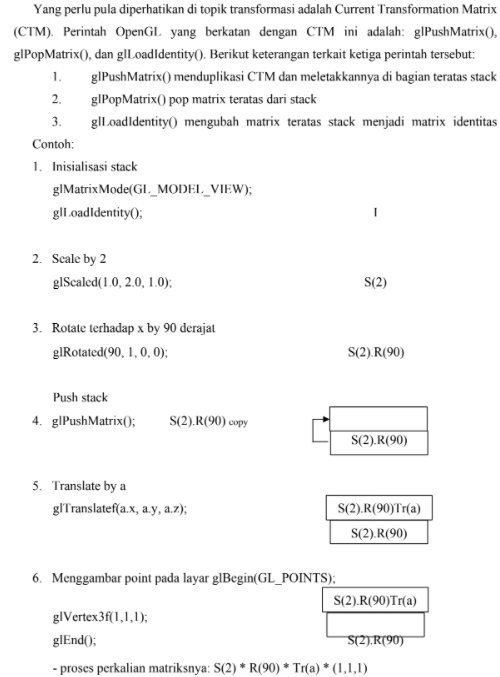 Yang perlu pula diperhatikan di topik transformasi adalah Current Transformation Matrix
(CTM). Perintah OpenGL yang berkatan dengan CTM ini adalah: glPushMatrix(),
glPopMatrix(), dan glLoadIdentity(). Berikut keterangan terkait ketiga perintah tersebut:
1. glPushMatrix() menduplikasi CTM dan meletakkannya di bagian teratas stack
2. glPopMatrix() pop matrix teratas dari stack
3. glLoadIdentity() mengubah matrix teratas stack menjadi matrix identitas
Contoh:
1. Inisialisasi stack
glMatrixMode(GL_MODEL_VIEW);
glLoadIdentity(); I
2. Scale by 2
glScaled(1.0, 2.0, 1.0); S(2)
3. Rotate terhadap x by 90 derajat
glRotated(90, 1, 0, 0); S(2).R(90)
Push stack
4. glPushMatrix(); S(2).R(90) copy
S(2).R(90)
5. Translate by a
glTranslatef(a.x, a.y, a.z); S(2).R(90)Tr(a)
S(2).R(90)
6. Menggambar point pada layar glBegin(GL_POINTS);
S(2).R(90)Tr(a)
glVertex3f(1,1,1);
glEnd(); S(2).R(90)
- proses perkalian matriksnya: S(2) * R(90) * Tr(a) * (1,1,1)